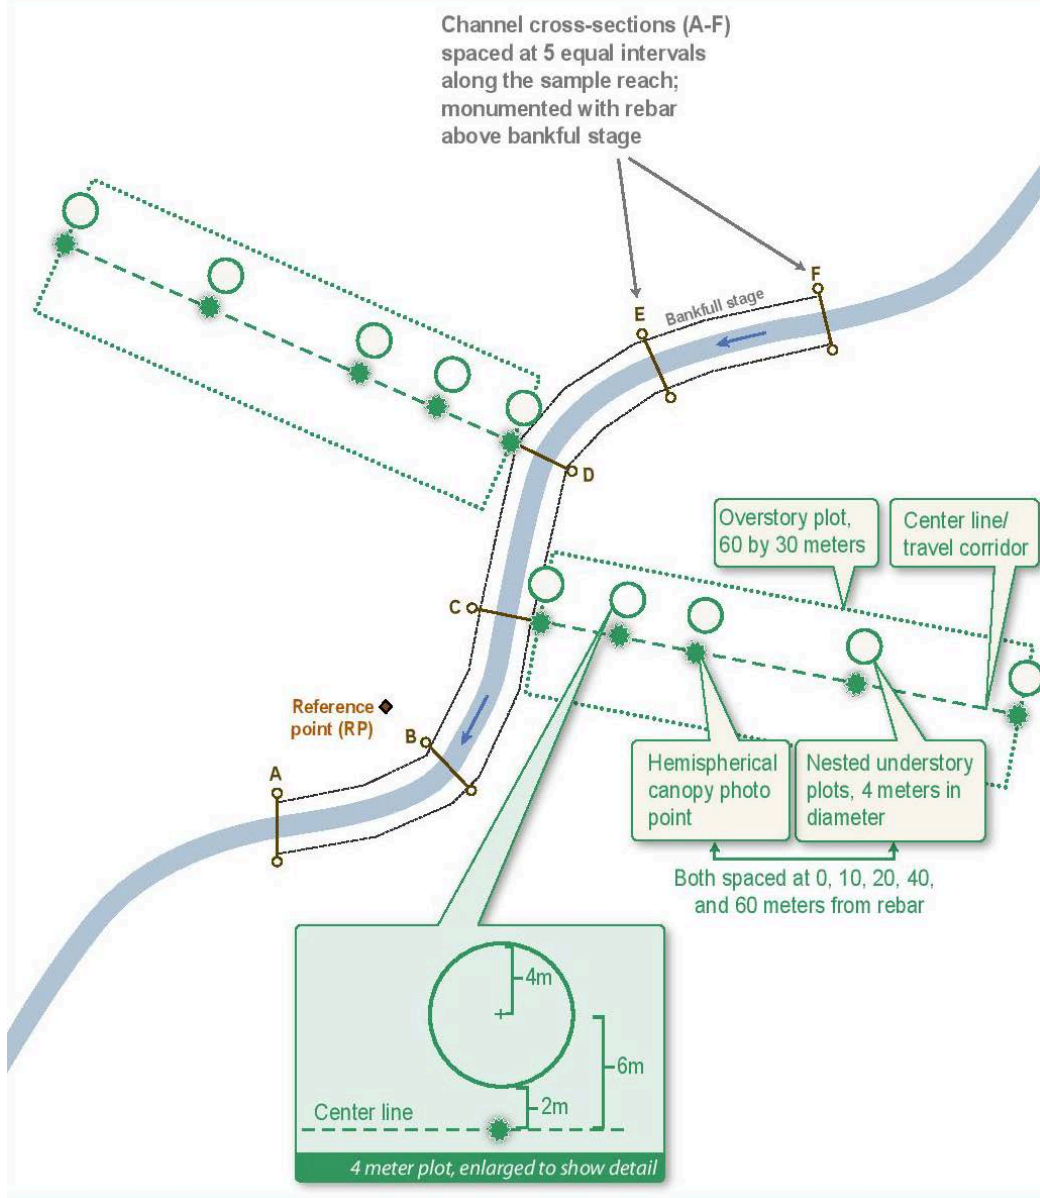 Channel cross-sections (A-F)
spaced at 5 equal intervals
along the sample reach;
monumented with rebar
above bankful stage
F
Bankfull stage
E
D
Overstory plot,
60 by 30 meters
Center line/
travel corridor
C
Reference
point (RP)
B
A
Hemispherical
canopy photo
point
Nested understory
plots, 4 meters in
diameter
Both spaced at 0, 10, 20, 40,
and 60 meters from rebar
4m
6m
2m
Center line
4 meter plot, enlarged to show detail